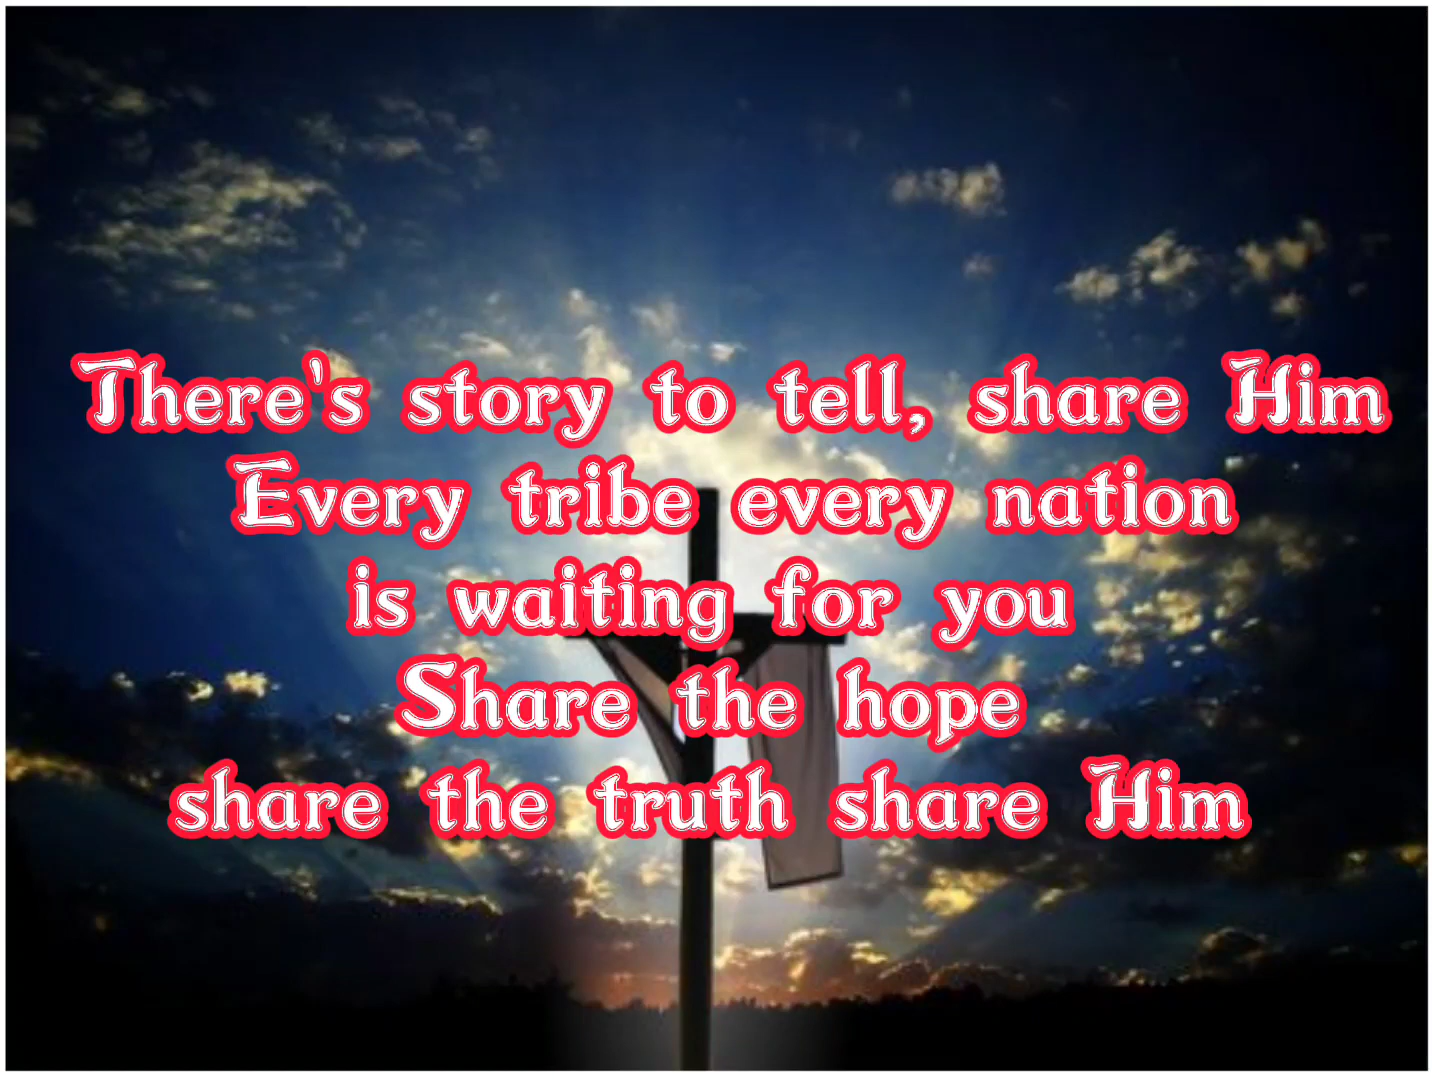 There's story to tell, share Him
Every tribe every nation
is waiting for you
Share the hope
share the truth share Him